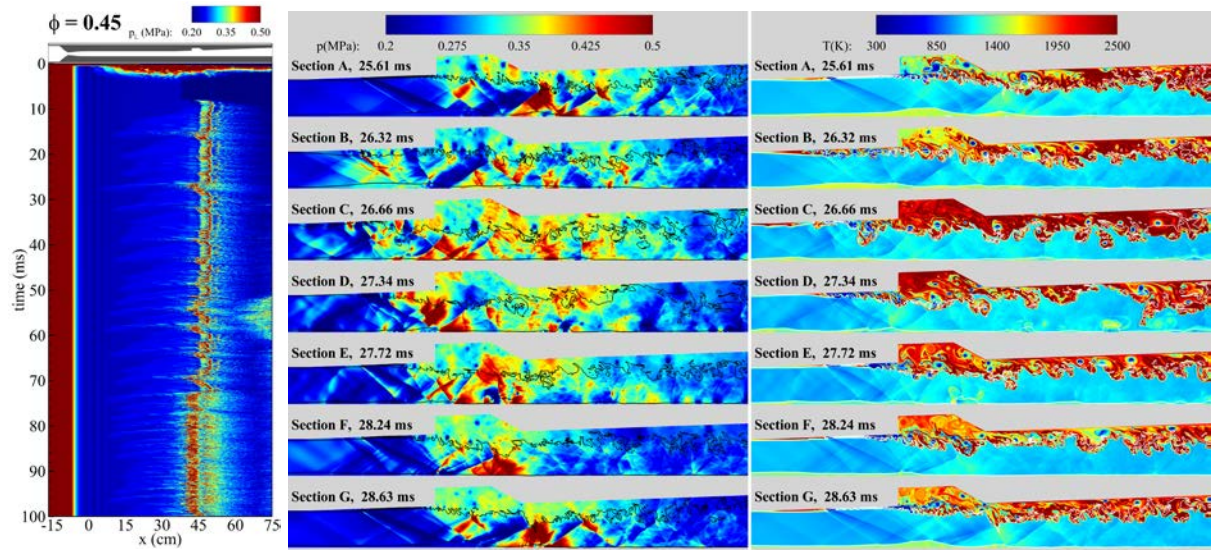 ϕ = 0.45
p_L (MPa):
0.20 0.35 0.50
0
10
20
30
40
50
60
70
80
90
100
time (ms)
-15 0 15 30 45 60 75
x (cm)
p(MPa):
0.2 0.275 0.35 0.425 0.5
Section A, 25.61 ms
Section B, 26.32 ms
Section C, 26.66 ms
Section D, 27.34 ms
Section E, 27.72 ms
Section F, 28.24 ms
Section G, 28.63 ms
T(K):
300 850 1400 1950 2500
Section A, 25.61 ms
Section B, 26.32 ms
Section C, 26.66 ms
Section D, 27.34 ms
Section E, 27.72 ms
Section F, 28.24 ms
Section G, 28.63 ms